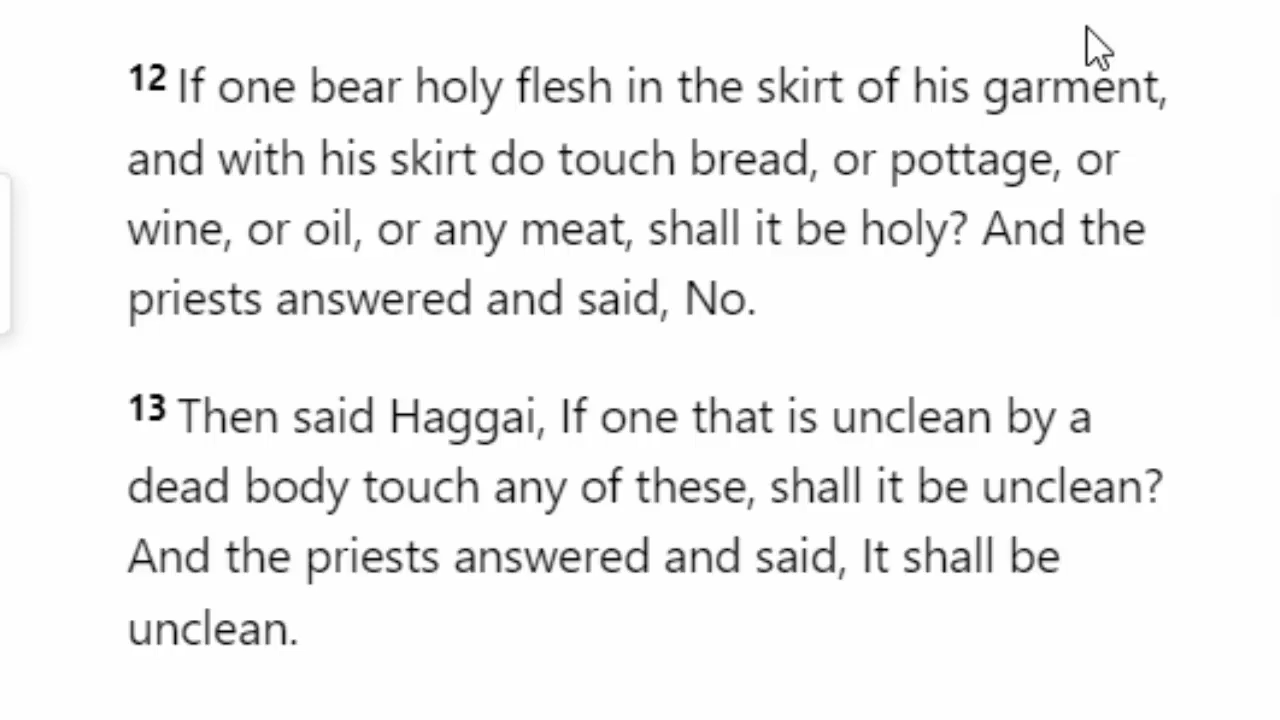 12 If one bear holy flesh in the skirt of his garment,
and with his skirt do touch bread, or pottage, or
wine, or oil, or any meat, shall it be holy? And the
priests answered and said, No.
13 Then said Haggai, If one that is unclean by a
dead body touch any of these, shall it be unclean?
And the priests answered and said, It shall be
unclean.